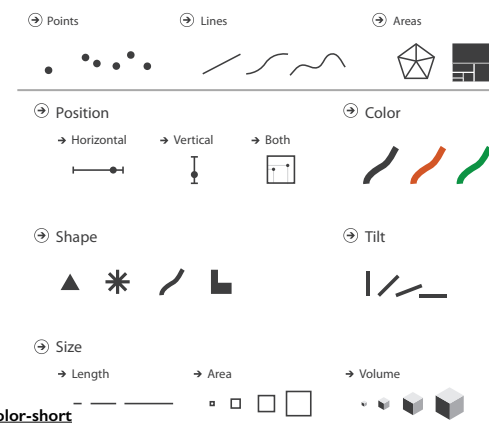 Points
Lines
Areas
Position
Color
Horizontal
Vertical
Both
Shape
Tilt
Size
Length
Area
Volume
olor-short